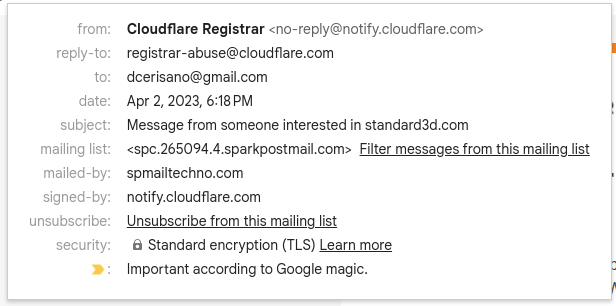 from: Cloudflare Registrar <no-reply@notify.cloudflare.com>
reply-to: registrar-abuse@cloudflare.com
to: dcerisano@gmail.com
date: Apr 2, 2023, 6:18 PM
subject: Message from someone interested in standard3d.com
mailing list: <spc.265094.4.sparkpostmail.com> Filter messages from this mailing list
mailed-by: spmailtechno.com
signed-by: notify.cloudflare.com
unsubscribe: Unsubscribe from this mailing list
security: Standard encryption (TLS) Learn more
: Important according to Google magic.